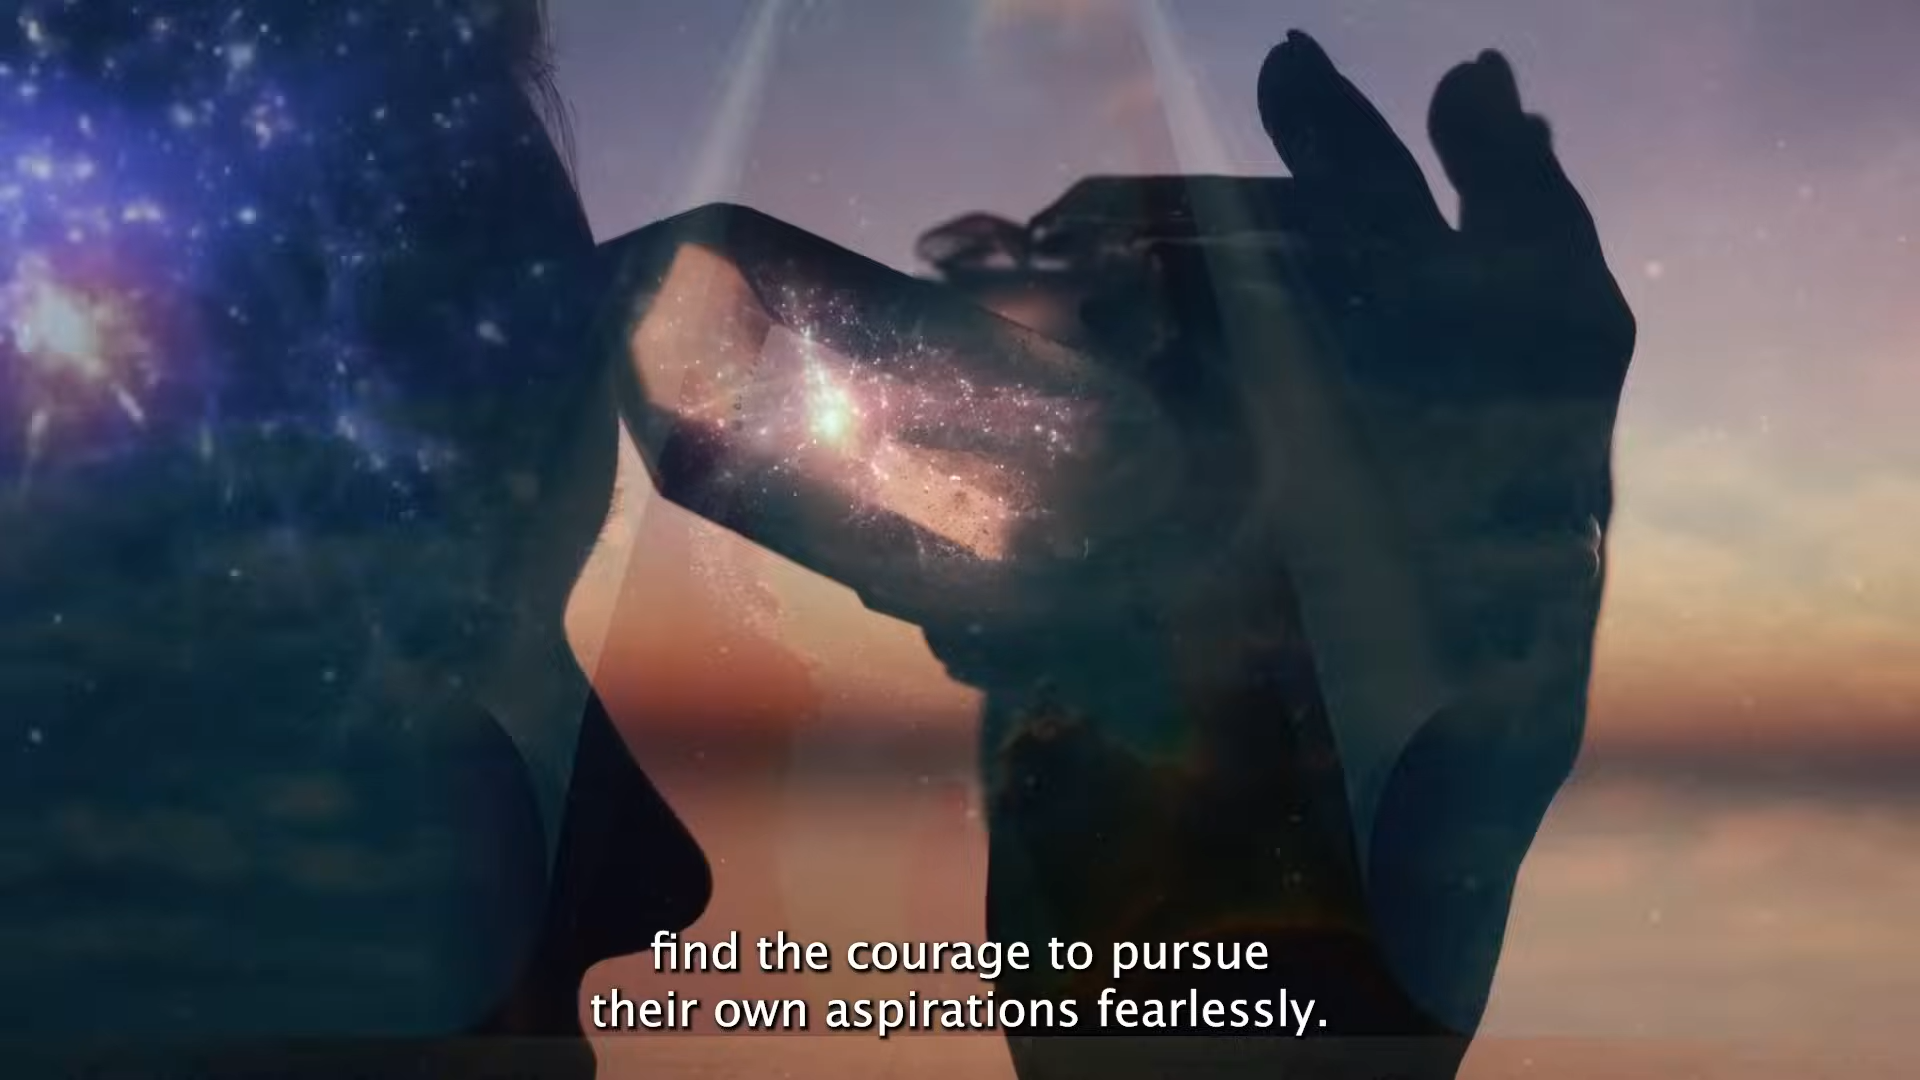 find the courage to pursue
their own aspirations fearlessly.